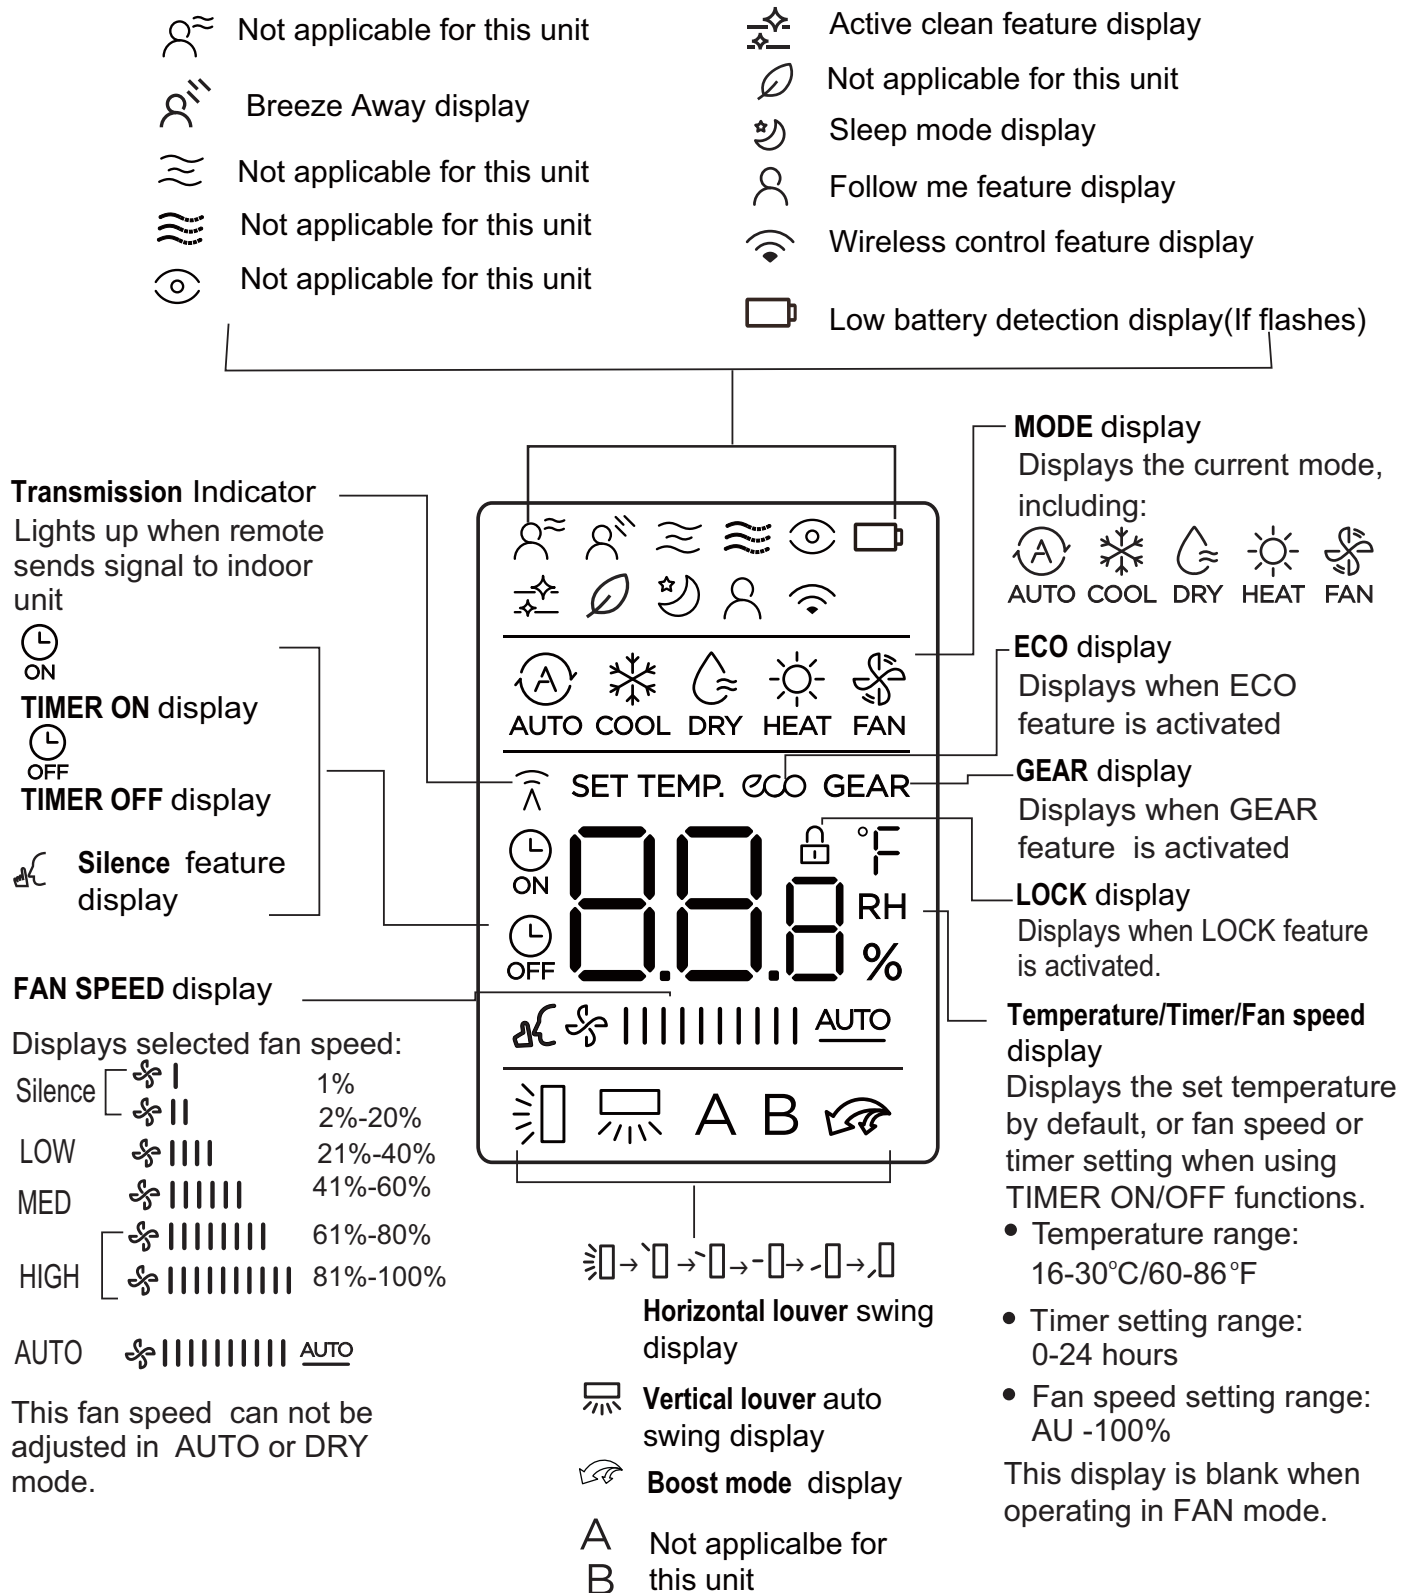 Not applicable for this unit
Breeze Away display
Not applicable for this unit
Not applicable for this unit
Not applicable for this unit
Active clean feature display
Not applicable for this unit
Sleep mode display
Follow me feature display
Wireless control feature display
Low battery detection display(If flashes)
Transmission Indicator
Lights up when remote
sends signal to indoor
unit
ON
TIMER ON display
OFF
TIMER OFF display
Silence feature
display
FAN SPEED display
Displays selected fan speed:
Silence
1%
2%-20%
LOW
21%-40%
MED
41%-60%
61%-80%
HIGH
81%-100%
AUTO
AUTO
This fan speed can not be
adjusted in AUTO or DRY
mode.
A
AUTO COOL DRY HEAT FAN
SET TEMP. eco GEAR
ON
OFF
8.8.8
°F
RH
%
AUTO
A B
Horizontal louver swing
display
Vertical louver auto
swing display
Boost mode display
A
B
Not applicalbe for
this unit
MODE display
Displays the current mode,
including:
A
AUTO COOL DRY HEAT FAN
ECO display
Displays when ECO
feature is activated
GEAR display
Displays when GEAR
feature is activated
LOCK display
Displays when LOCK feature
is activated.
Temperature/Timer/Fan speed
display
Displays the set temperature
by default, or fan speed or
timer setting when using
TIMER ON/OFF functions.
• Temperature range:
16-30°C/60-86°F
• Timer setting range:
0-24 hours
• Fan speed setting range:
AU -100%
This display is blank when
operating in FAN mode.